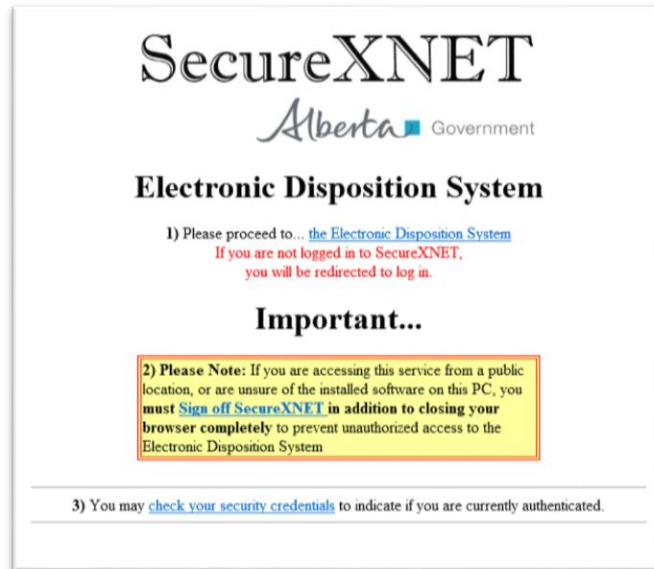 SecureXNET
Alberta Government
Electronic Disposition System
1) Please proceed to... the Electronic Disposition System
If you are not logged in to SecureXNET,
you will be redirected to log in.
Important...
2) Please Note: If you are accessing this service from a public
location, or are unsure of the installed software on this PC, you
must Sign off SecureXNET in addition to closing your
browser completely to prevent unauthorized access to the
Electronic Disposition System
3) You may check your security credentials to indicate if you are currently authenticated.